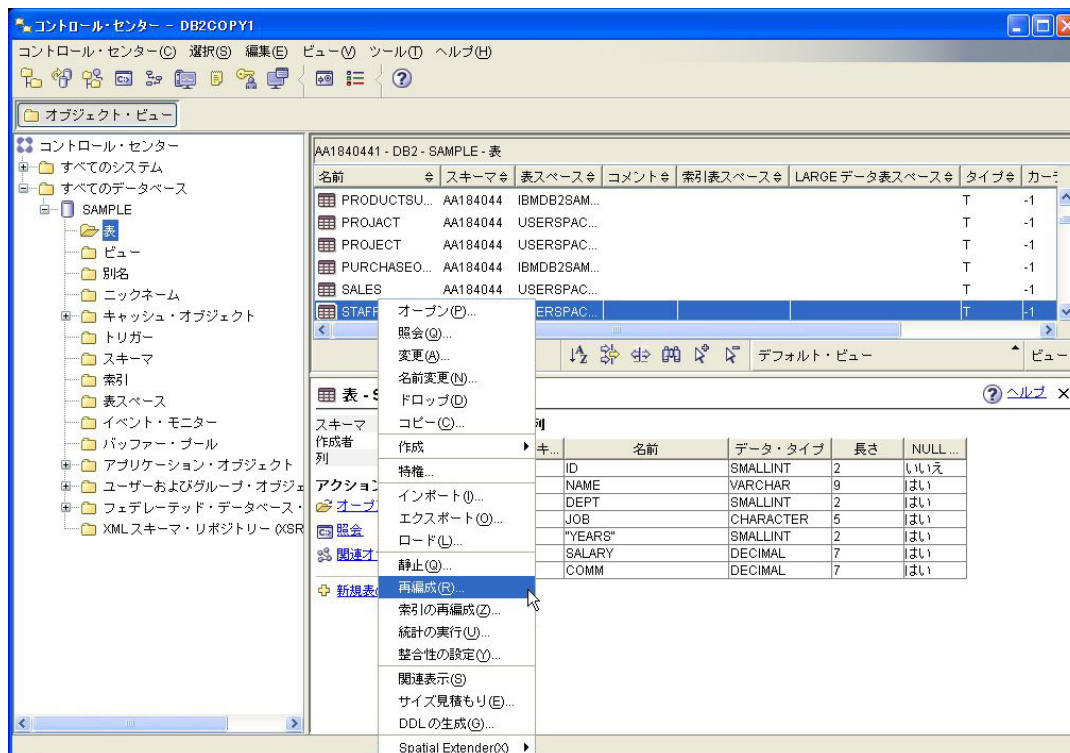 コントロール・センター - DB2COPY1
コントロール・センター(C) 選択(S) 編集(E) ビュー(V) ツール(T) ヘルプ(H)
オブジェクト・ビュー
コントロール・センター
すべてのシステム
すべてのデータベース
SAMPLE
表
ビュー
別名
ニックネーム
キャッシュ・オブジェクト
トリガー
スキーマ
索引
表スペース
イベント・モニター
バッファー・プール
アプリケーション・オブジェクト
ユーザーおよびグループ・オブジェ
フェデレーテッド・データベース・
XMLスキーマ・リポジトリー (XSR
AA1840441 - DB2 - SAMPLE - 表
名前 スキーマ 表スペース コメント 索引表スペース LARGE データ表スペース タイプ カーラ
PRODUCTSU... AA184044 IBMDB2SAM... T -1
PROJACT AA184044 USERSPAC... T -1
PROJECT AA184044 USERSPAC... T -1
PURCHASEO... AA184044 IBMDB2SAM... T -1
SALES AA184044 USERSPAC... T -1
STAFF ERSPAC... T -1
デフォルト・ビュー ビュー
オープン(P)...
照会(Q)...
変更(A)...
名前変更(N)...
ドロップ(D)
コピー(C)...
作成
特権...
インポート(I)...
エクスポート(O)...
ロード(L)...
静止(Q)...
再編成(R)...
索引の再編成(Z)...
統計の実行(U)...
整合性の設定(Y)...
関連表示(S)
サイズ見積もり(E)...
DDLの生成(G)...
Spatial Extender(X)
表 - S
ヘルプ
スキーマ
作成者
列
アクション
オープン
照会
関連オ
新規表
列
キ... 名前 データ・タイプ 長さ NULL ...
ID SMALLINT 2 いいえ
NAME VARCHAR 9 はい
DEPT SMALLINT 2 はい
JOB CHARACTER 5 はい
"YEARS" SMALLINT 2 はい
SALARY DECIMAL 7 はい
COMM DECIMAL 7 はい